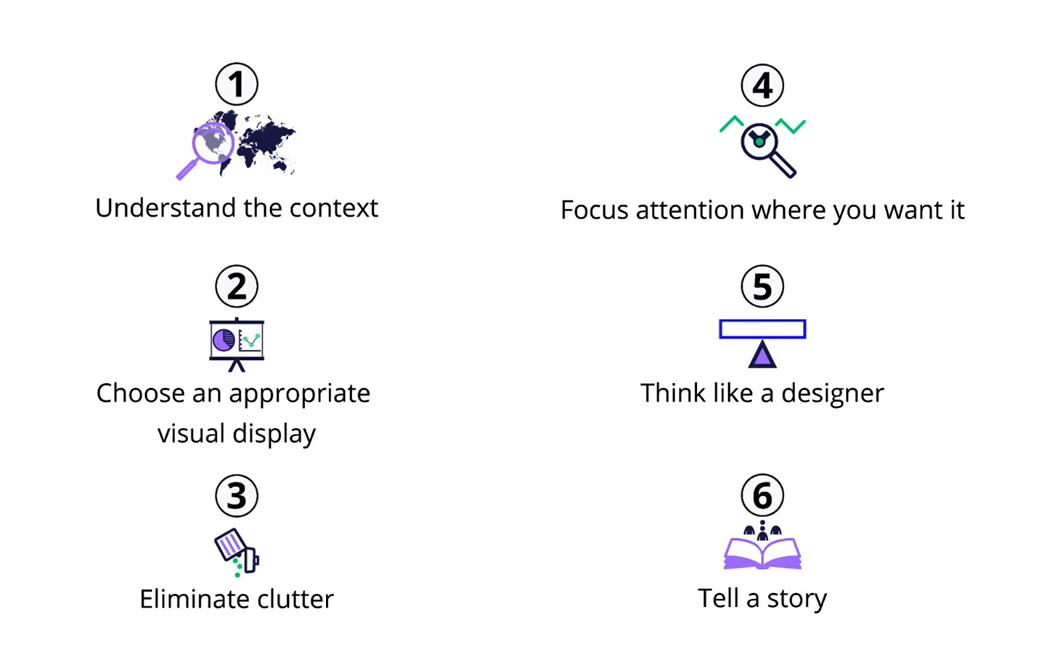 1
Understand the context
2
Choose an appropriate
visual display
3
Eliminate clutter
4
Focus attention where you want it
5
Think like a designer
6
Tell a story